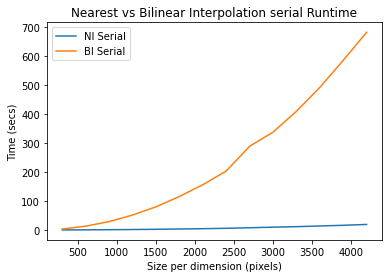 Nearest vs Bilinear Interpolation serial Runtime
NI Serial
BI Serial
700
600
500
400
300
200
100
0
Time (secs)
500 1000 1500 2000 2500 3000 3500 4000
Size per dimension (pixels)